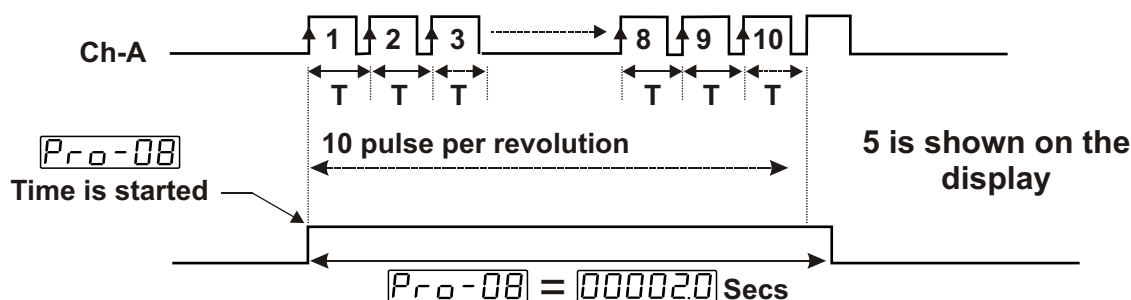 Ch-A 1 2 3 8 9 10
T T T T T T
10 pulse per revolution
5 is shown on the
display
Pro-08
Time is started
Pro-08 = 00002.0 Secs